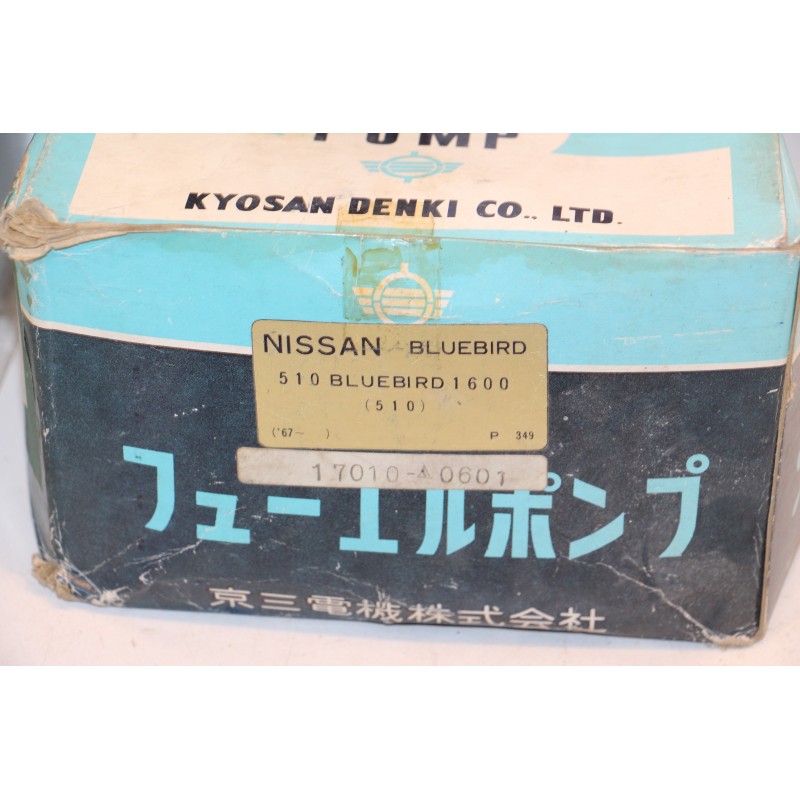 PUMP
KYOSAN DENKI CO., LTD.
NISSAN BLUEBIRD
510 BLUEBIRD 1600
(510)
('67~ ) P 349
17010-A0601
フューエルポンプ
京三電機株式会社